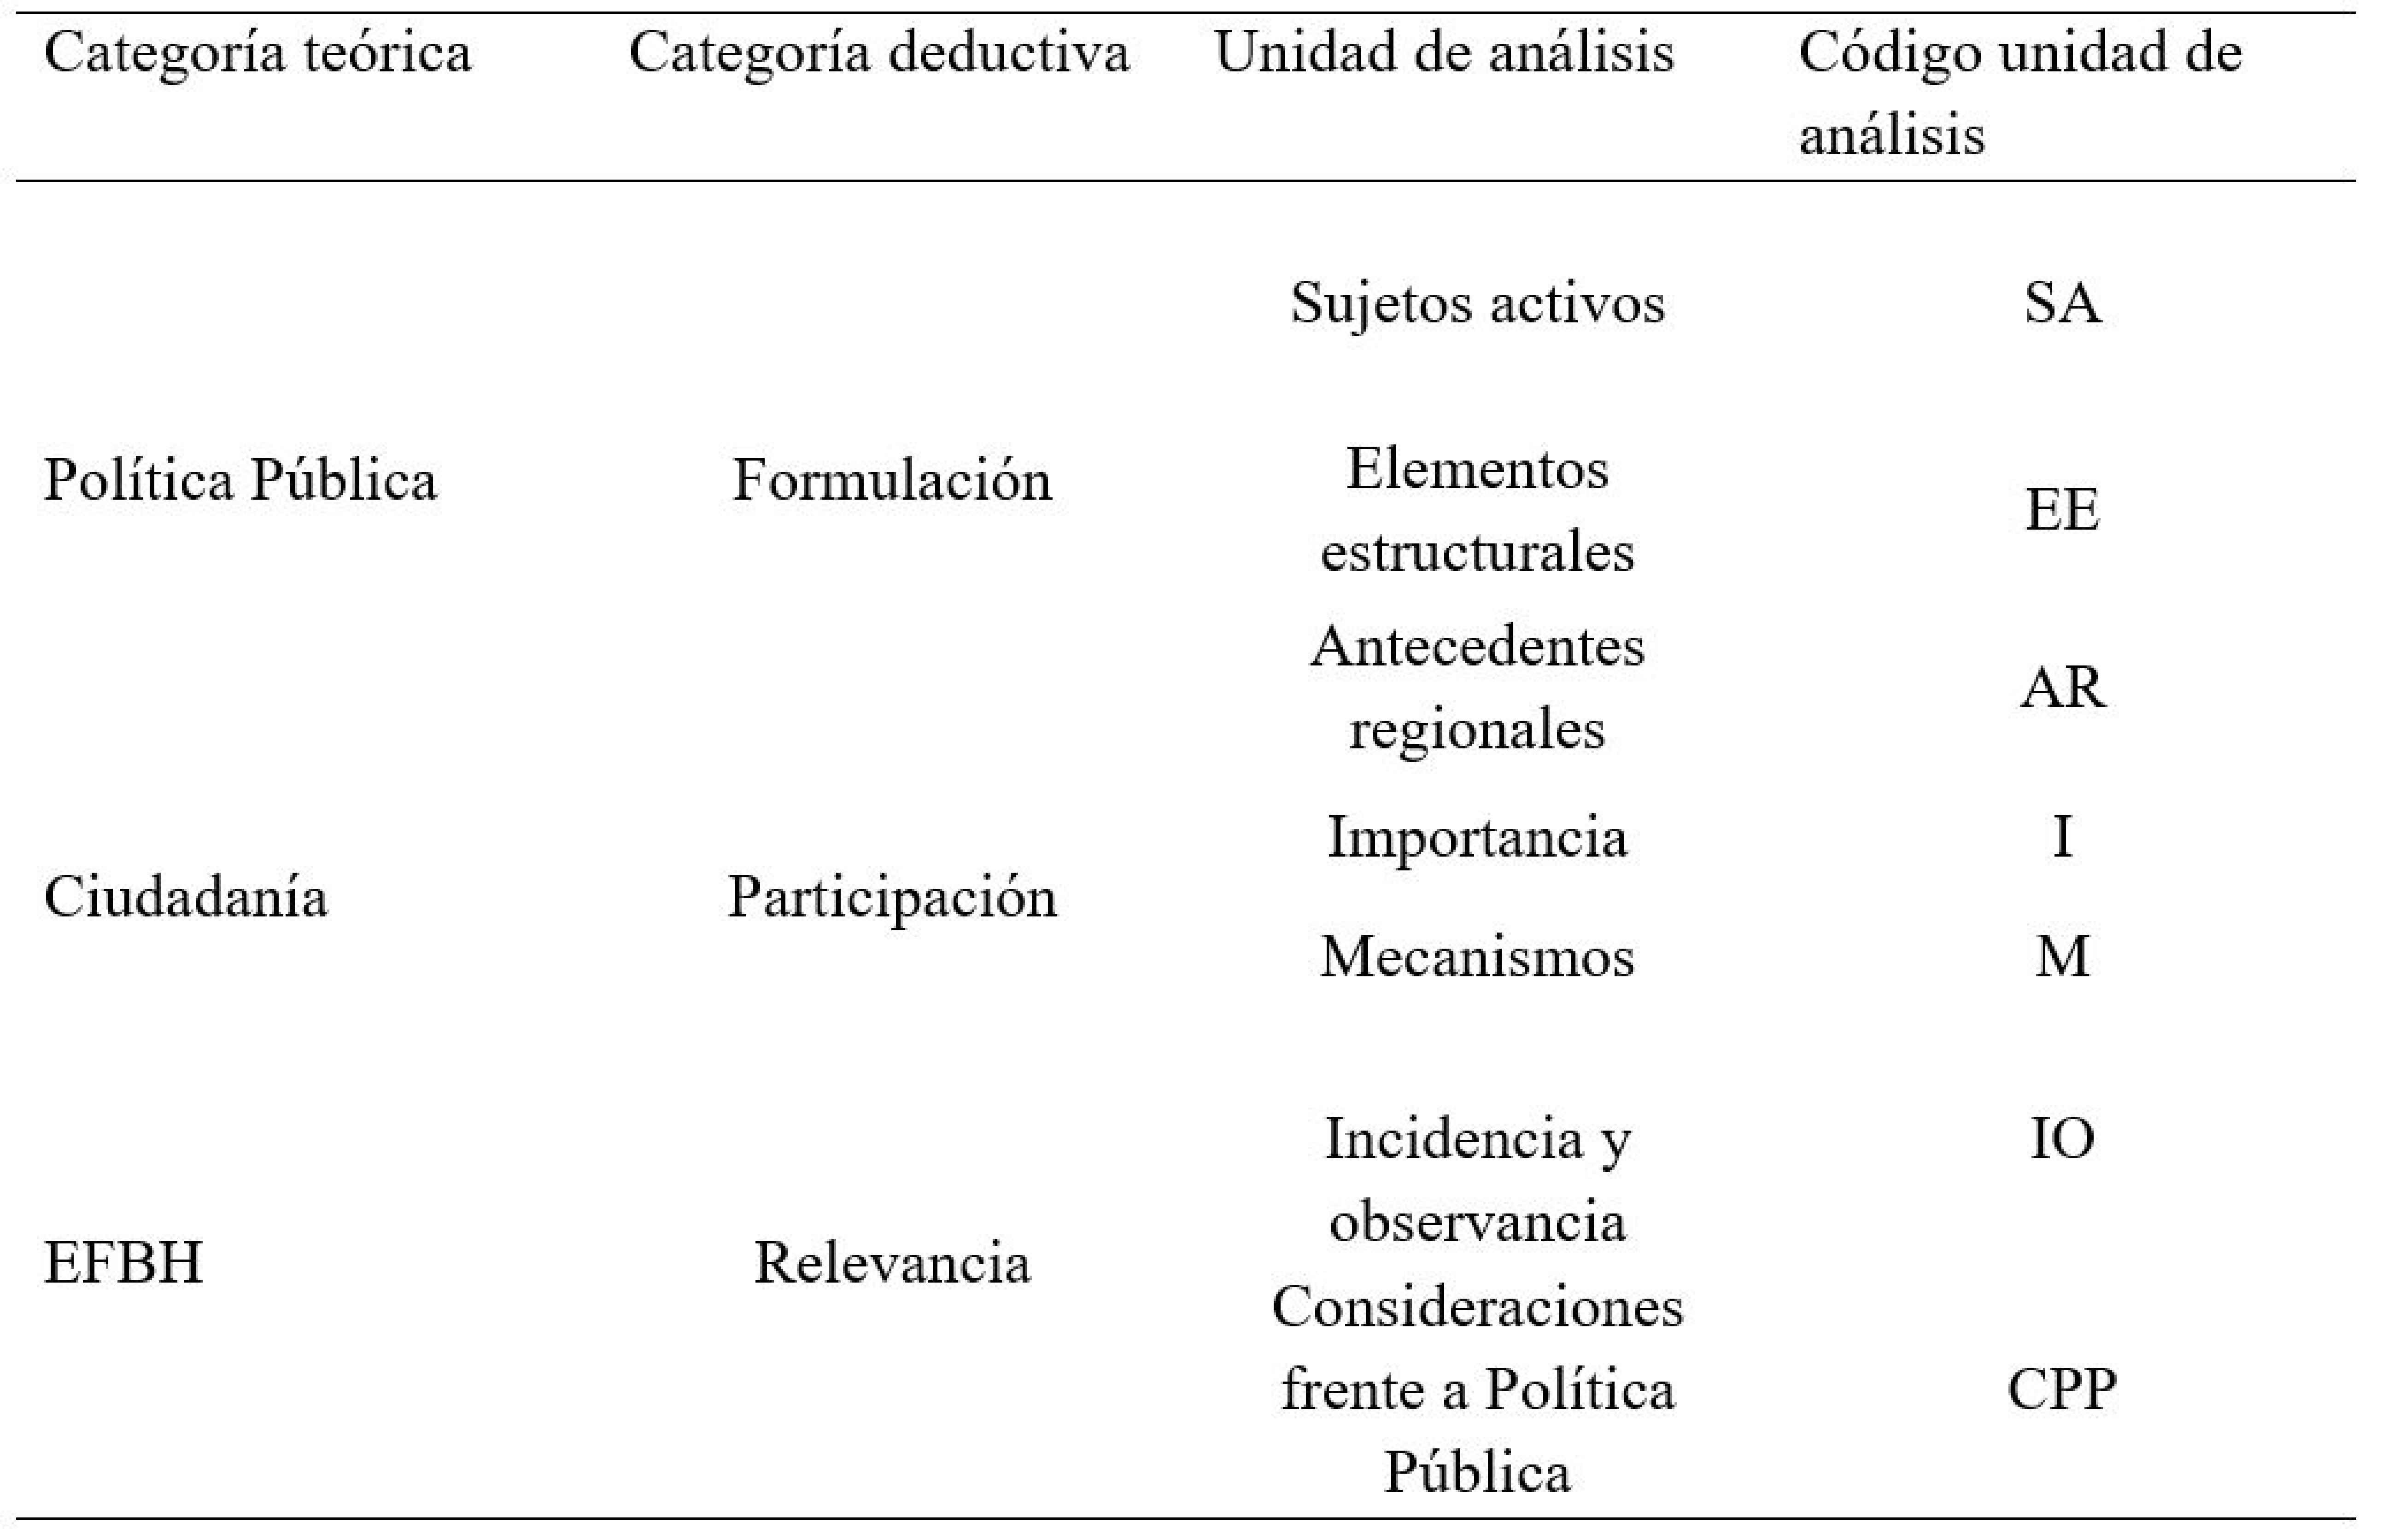 Categoría teórica Categoría deductiva Unidad de análisis Código unidad de
análisis
Sujetos activos SA
Política Pública Formulación Elementos
estructurales EE
Antecedentes
regionales AR
Importancia I
Ciudadanía Participación
Mecanismos M
Incidencia y IO
observancia
EFBH Relevancia
Consideraciones
frente a Política CPP
Pública